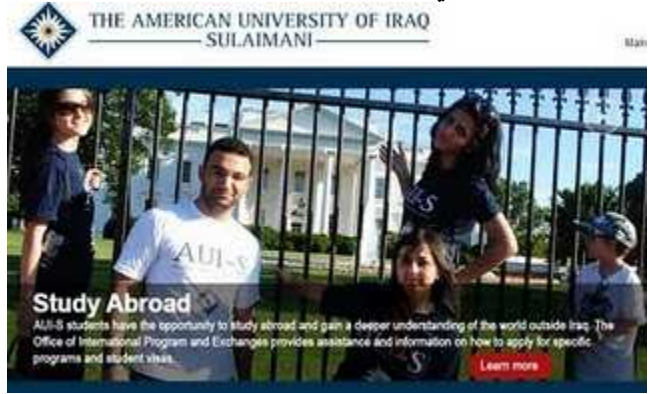 THE AMERICAN UNIVERSITY OF IRAQ
SULAIMANI
Main
AUI-S
Study Abroad
AUI-S students have the opportunity to study abroad and gain a deeper understanding of the world outside Iraq. The
Office of International Program and Exchanges provides assistance and information on how to apply for specific
programs and student visas.
Learn more